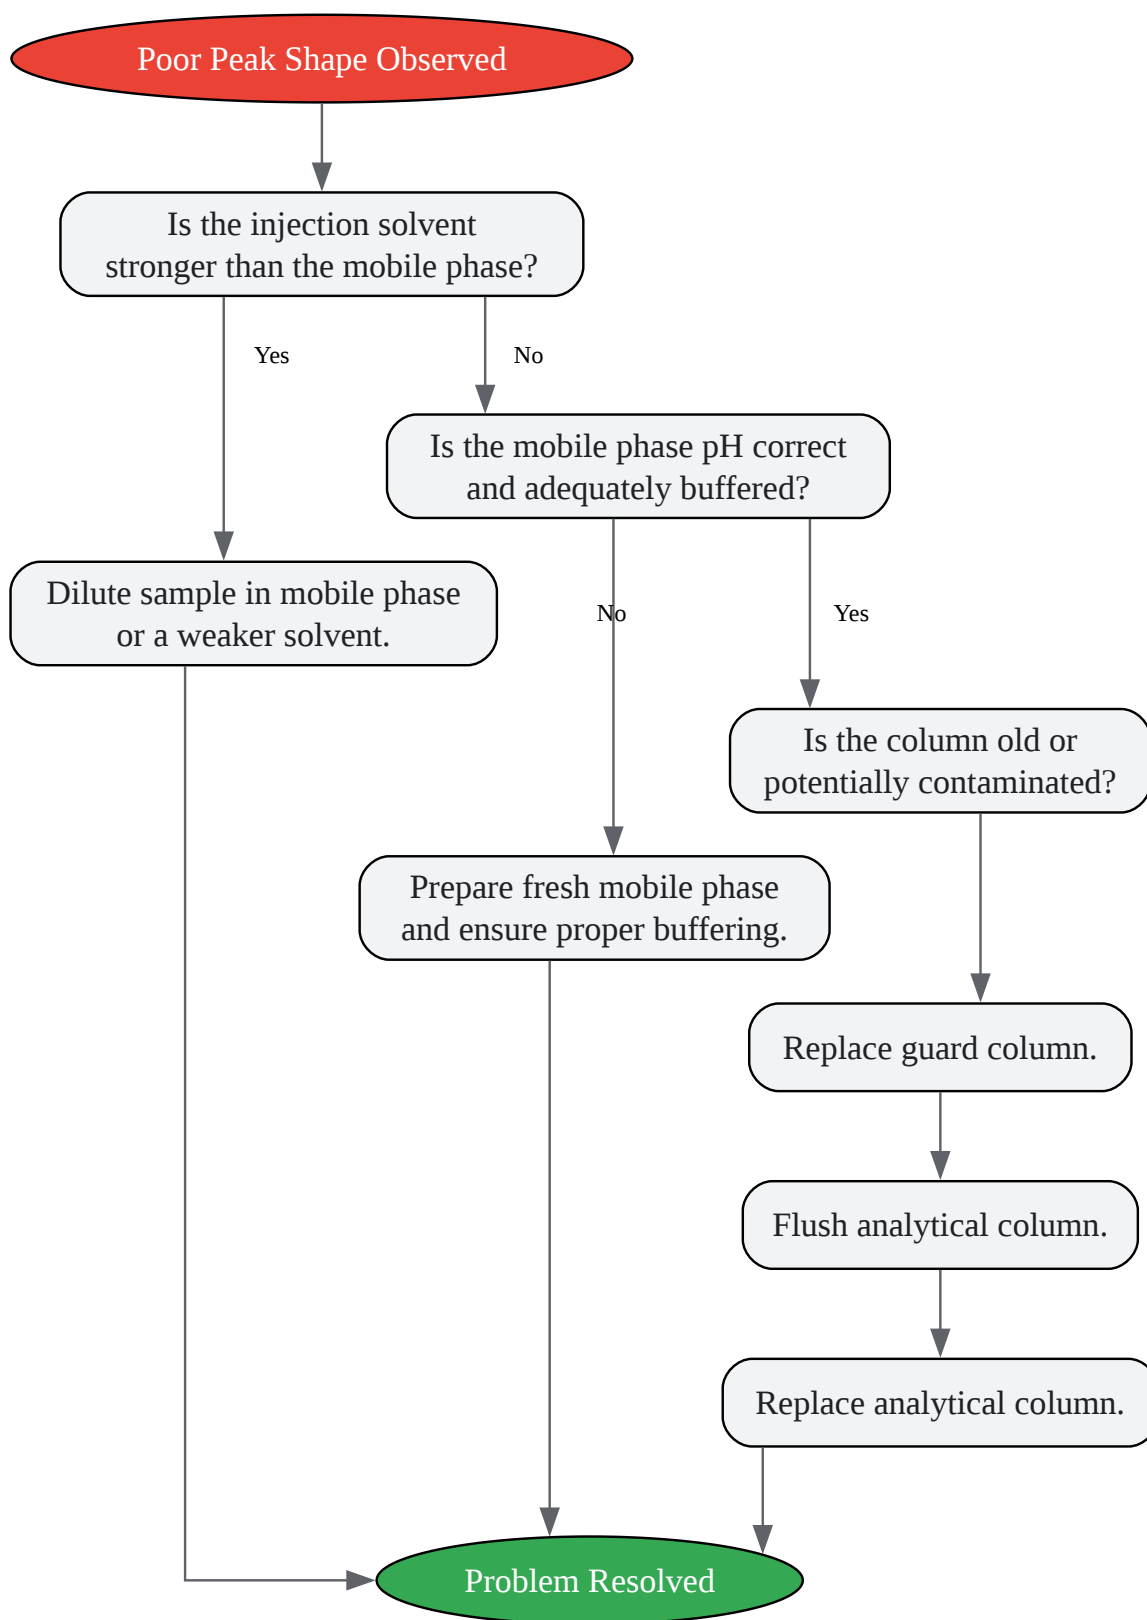 Poor Peak Shape Observed
Is the injection solvent
stronger than the mobile phase?
Yes
No
Is the mobile phase pH correct
and adequately buffered?
Dilute sample in mobile phase
or a weaker solvent.
No
Yes
Is the column old or
potentially contaminated?
Prepare fresh mobile phase
and ensure proper buffering.
Replace guard column.
Flush analytical column.
Replace analytical column.
Problem Resolved